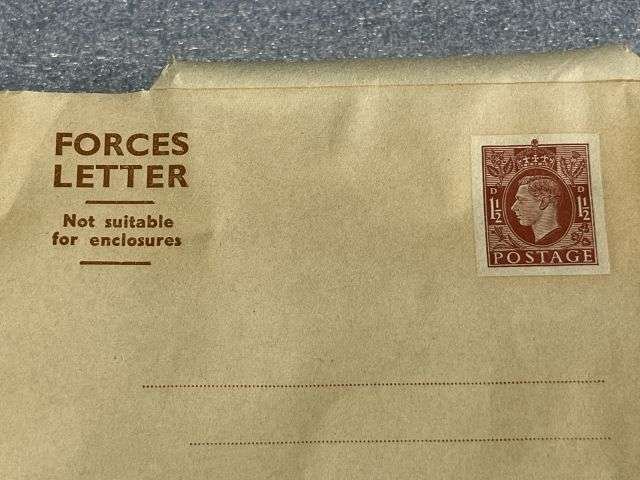 FORCES
LETTER
Not suitable
for enclosures
D D
1½ 1½
POSTAGE